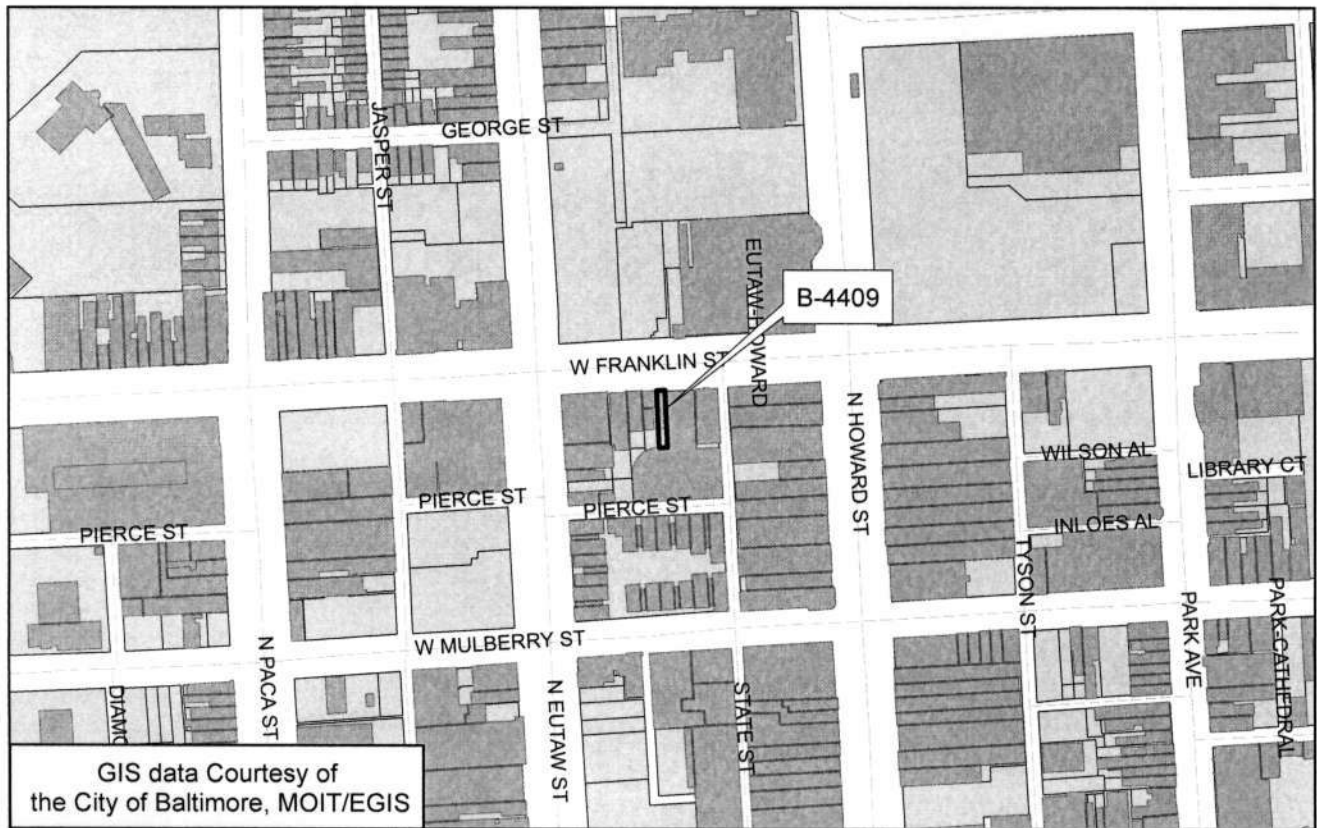 JASPER ST
GEORGE ST
EUTAW-HOWARD
B-4409
W FRANKLIN ST
N HOWARD ST
WILSON AL
LIBRARY CT
PIERCE ST
PIERCE ST
PIERCE ST
INLOES AL
TYSON ST
PARK AVE
PARK-CATHEDRAL
W MULBERRY ST
N PACA ST
N EUTAW ST
STATE ST
DIAMO
GIS data Courtesy of
the City of Baltimore, MOIT/EGIS